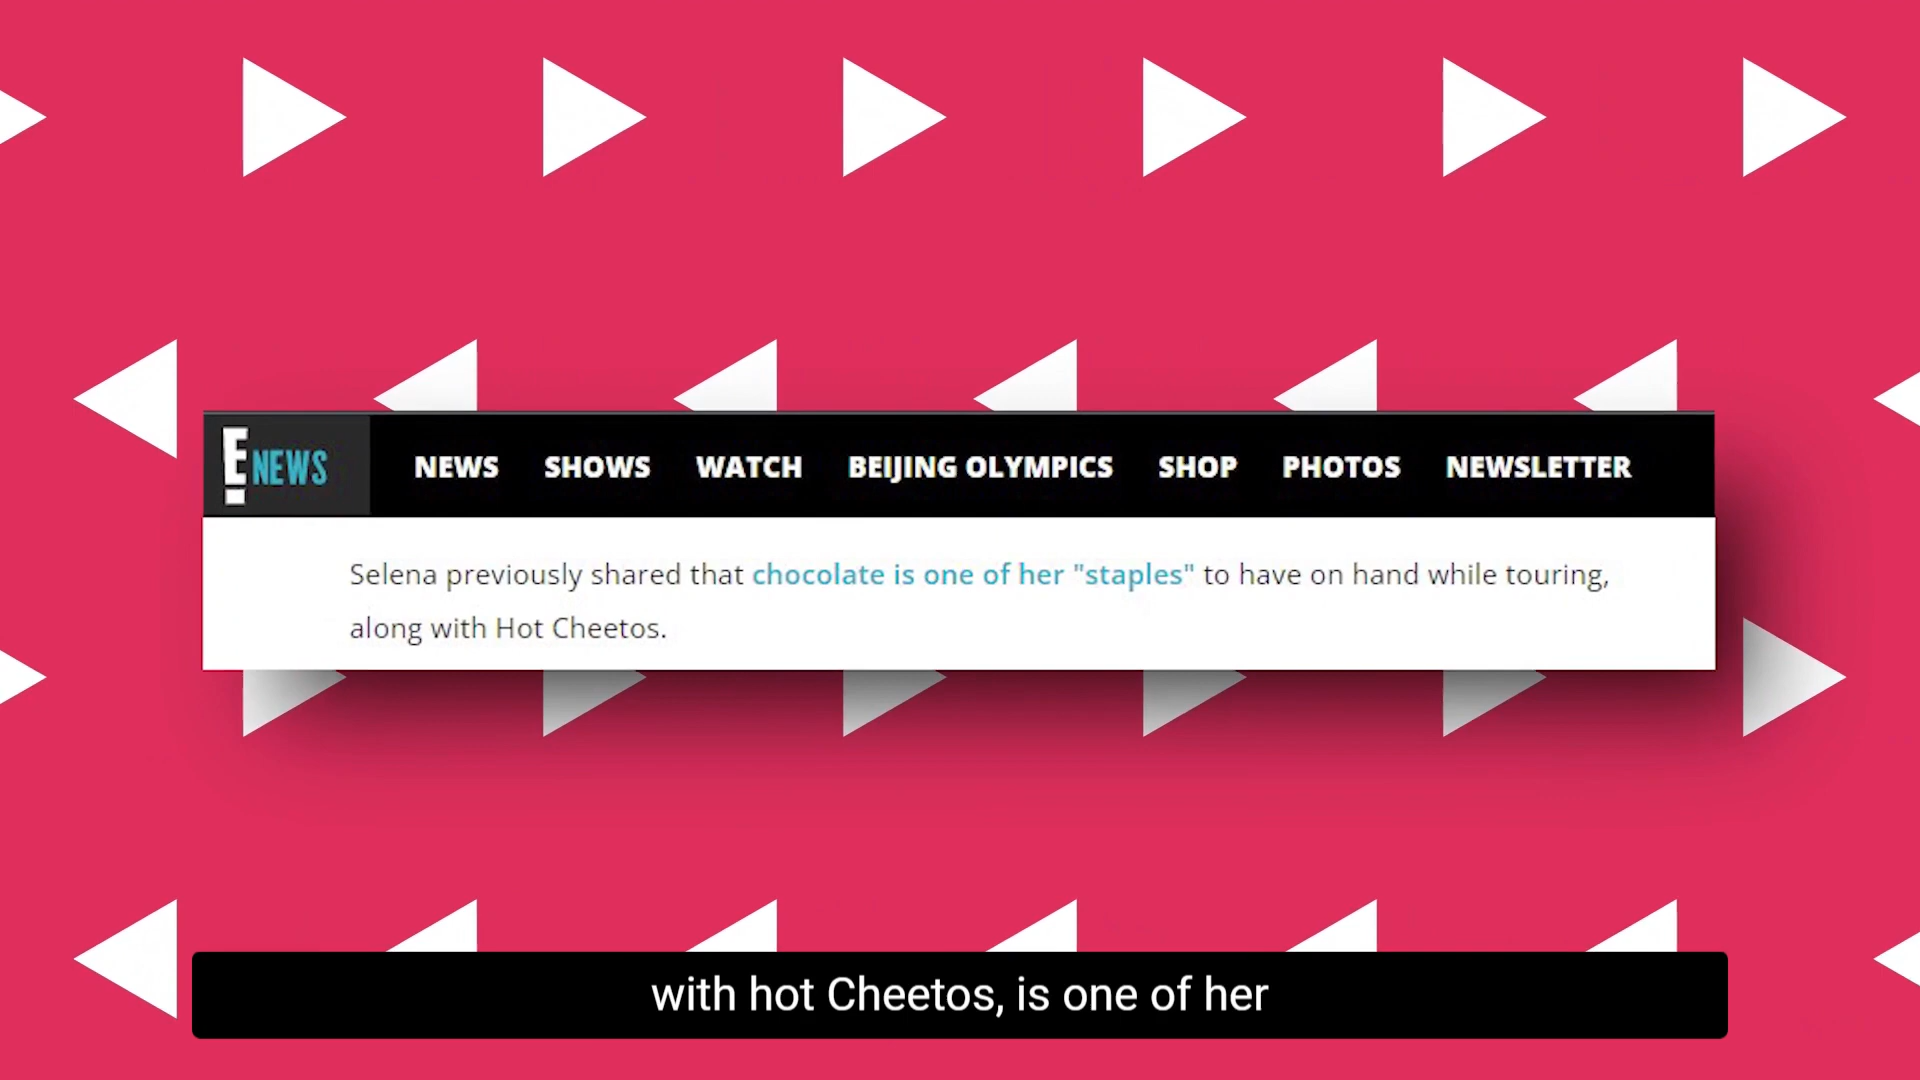 E NEWS NEWS SHOWS WATCH BEIJING OLYMPICS SHOP PHOTOS NEWSLETTER
Selena previously shared that chocolate is one of her "staples" to have on hand while touring,
along with Hot Cheetos.
with hot Cheetos, is one of her